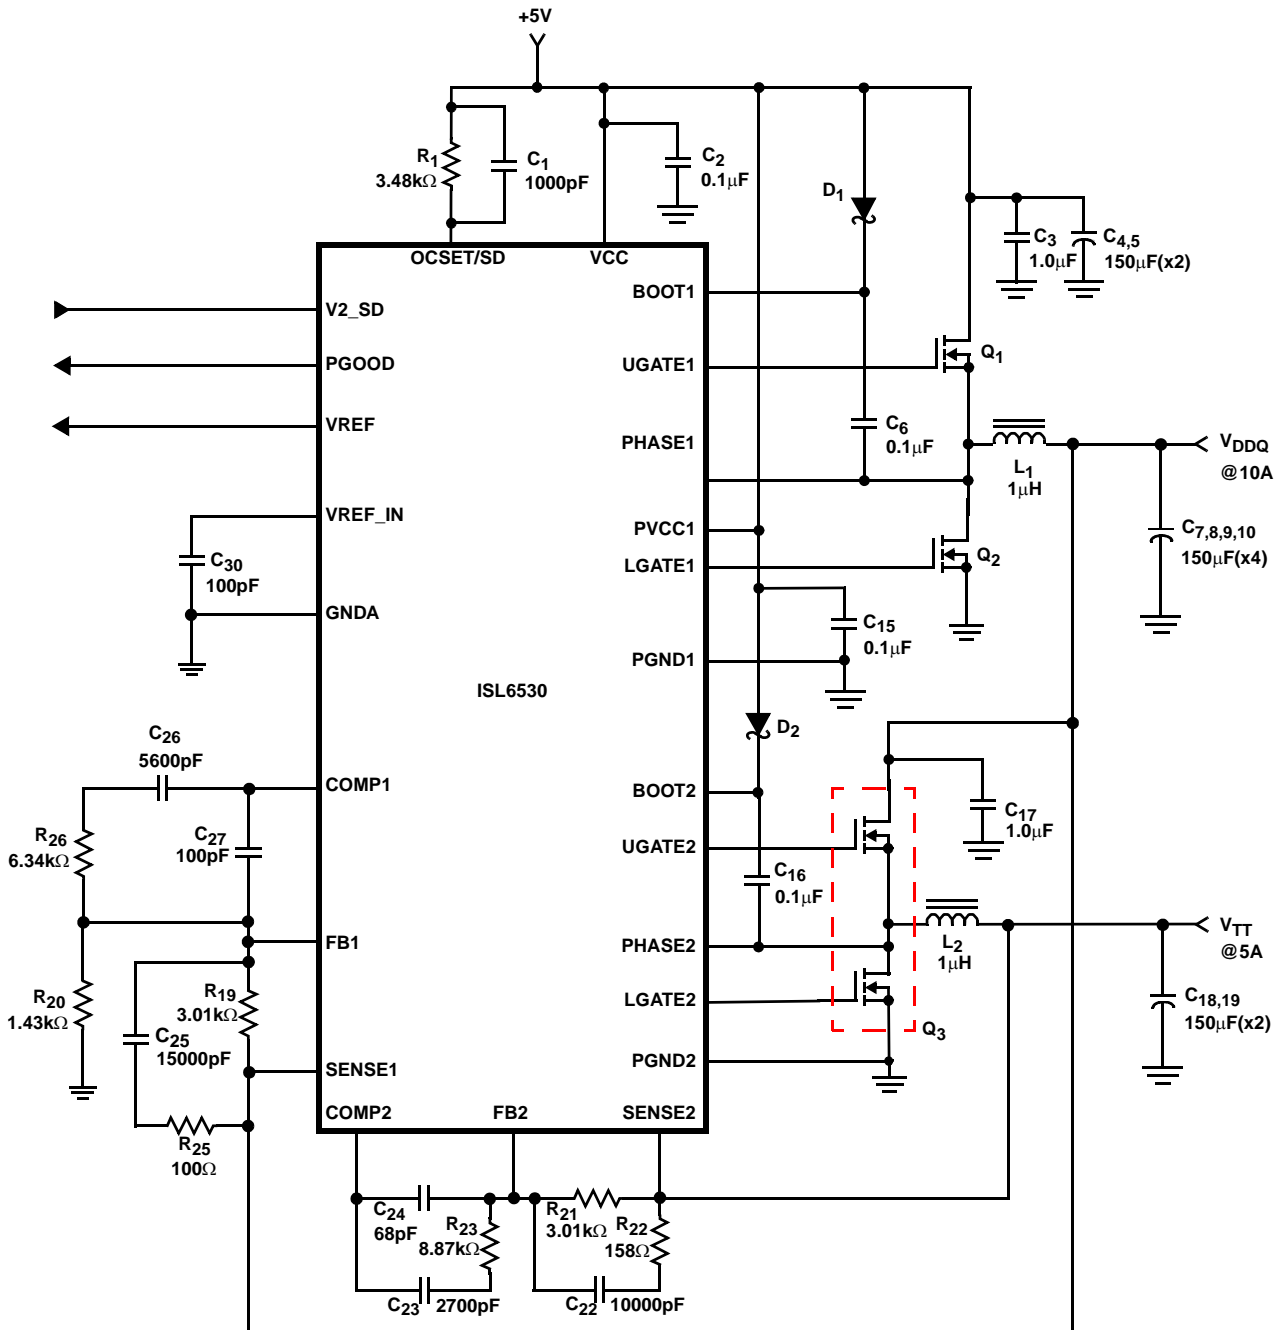 +5V
R1
3.48kΩ
C1
1000pF
C2
0.1µF
D1
C3
1.0µF
C4,5
150µF(x2)
OCSET/SD
VCC
BOOT1
V2_SD
PGOOD
UGATE1
Q1
VREF
C6
0.1µF
PHASE1
L1
1µH
VDDQ
@10A
VREF_IN
PVCC1
C7,8,9,10
150µF(x4)
C30
100pF
LGATE1
Q2
GNDA
C15
0.1µF
PGND1
ISL6530
D2
C26
5600pF
COMP1
BOOT2
C17
1.0µF
R26
6.34kΩ
C27
100pF
UGATE2
C16
0.1µF
FB1
PHASE2
L2
1µH
VTT
@5A
R20
1.43kΩ
R19
3.01kΩ
LGATE2
C18,19
150µF(x2)
C25
15000pF
Q3
SENSE1
PGND2
COMP2
FB2
SENSE2
R25
100Ω
C24
68pF
R23
8.87kΩ
R21
3.01kΩ
R22
158Ω
C23
2700pF
C22
10000pF